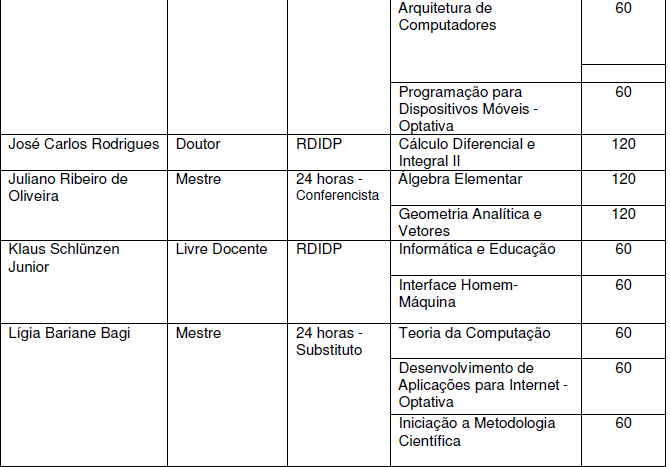 Arquitetura de 60
Computadores
Programação para 60
Dispositivos Móveis -
Optativa
José Carlos Rodrigues Doutor RDIDP Cálculo Diferencial e 120
Integral II
Juliano Ribeiro de Mestre 24 horas - Álgebra Elementar 120
Oliveira Conferencista
Geometria Analítica e 120
Vetores
Klaus Schlünzen Livre Docente RDIDP Informática e Educação 60
Junior
Interface Homem- 60
Máquina
Lígia Bariane Bagi Mestre 24 horas - Teoria da Computação 60
Substituto
Desenvolvimento de 60
Aplicações para Internet -
Optativa
Iniciação a Metodologia 60
Científica